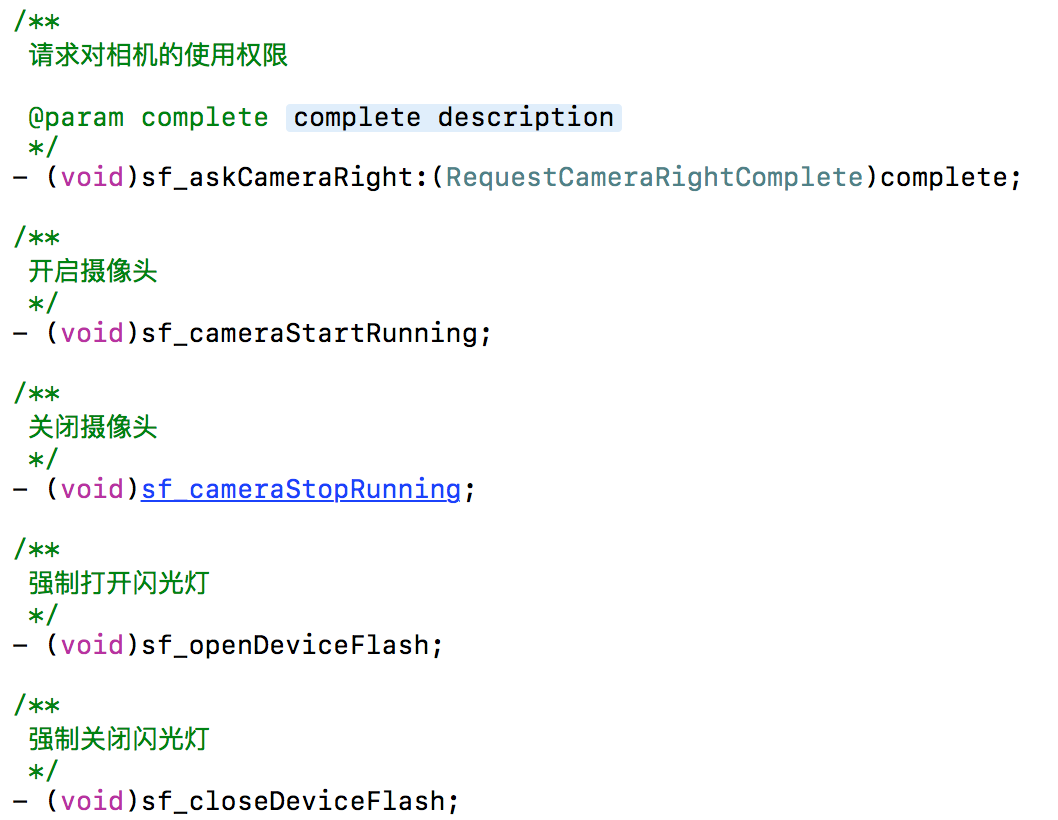 /**
请求对相机的使用权限
@param complete complete description
*/
- (void)sf_askCameraRight:(RequestCameraRightComplete)complete;
/**
开启摄像头
*/
- (void)sf_cameraStartRunning;
/**
关闭摄像头
*/
- (void)sf_cameraStopRunning;
/**
强制打开闪光灯
*/
- (void)sf_openDeviceFlash;
/**
强制关闭闪光灯
*/
- (void)sf_closeDeviceFlash;